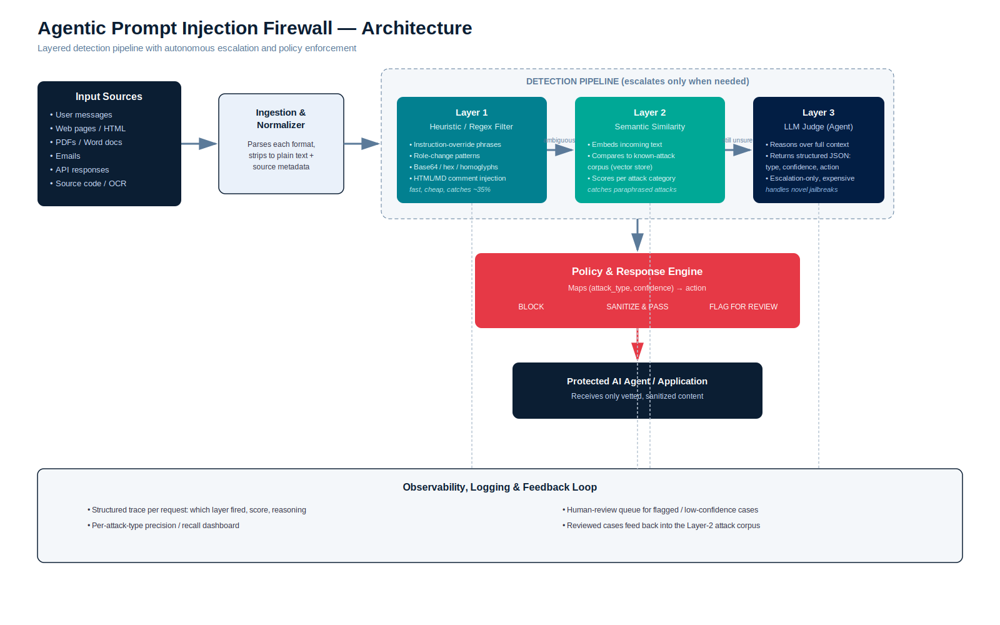 Agentic Prompt Injection Firewall — Architecture
Layered detection pipeline with autonomous escalation and policy enforcement
Input Sources
• User messages
• Web pages / HTML
• PDFs / Word docs
• Emails
• API responses
• Source code / OCR
Ingestion &
Normalizer
Parses each format,
strips to plain text +
source metadata
DETECTION PIPELINE (escalates only when needed)
Layer 1
Heuristic / Regex Filter
• Instruction-override phrases
• Role-change patterns
• Base64 / hex / homoglyphs
• HTML/MD comment injection
fast, cheap, catches ~35%
ambiguous
Layer 2
Semantic Similarity
• Embeds incoming text
• Compares to known-attack
corpus (vector store)
• Scores per attack category
catches paraphrased attacks
still unsure
Layer 3
LLM Judge (Agent)
• Reasons over full context
• Returns structured JSON:
type, confidence, action
• Escalation-only, expensive
handles novel jailbreaks
Policy & Response Engine
Maps (attack_type, confidence) → action
BLOCK
SANITIZE & PASS
FLAG FOR REVIEW
Protected AI Agent / Application
Receives only vetted, sanitized content
Observability, Logging & Feedback Loop
• Structured trace per request: which layer fired, score, reasoning
• Per-attack-type precision / recall dashboard
• Human-review queue for flagged / low-confidence cases
• Reviewed cases feed back into the Layer-2 attack corpus